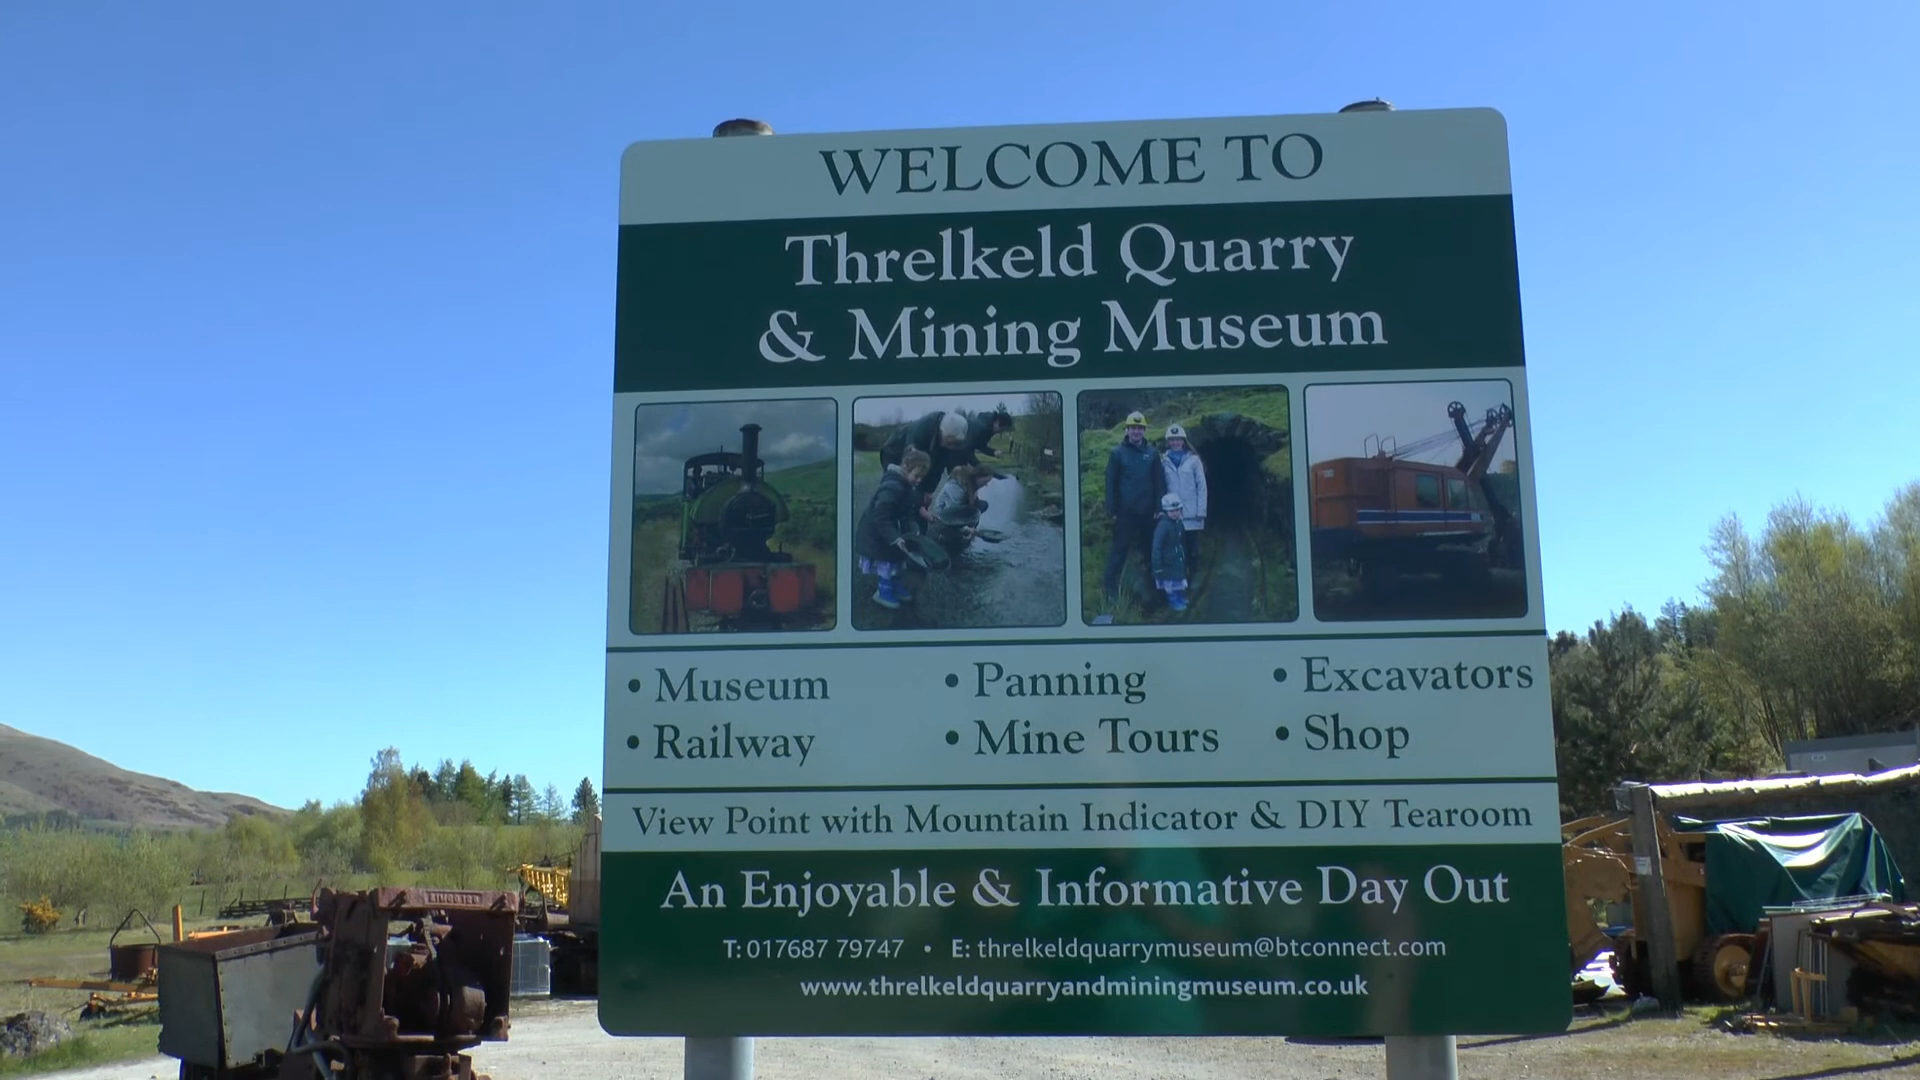 WELCOME TO
Threlkeld Quarry
& Mining Museum
• Museum • Panning • Excavators
• Railway • Mine Tours • Shop
View Point with Mountain Indicator & DIY Tearoom
An Enjoyable & Informative Day Out
T: 017687 79747 • E: threlkeldquarrymuseum@btconnect.com
www.threlkeldquarryandminingmuseum.co.uk